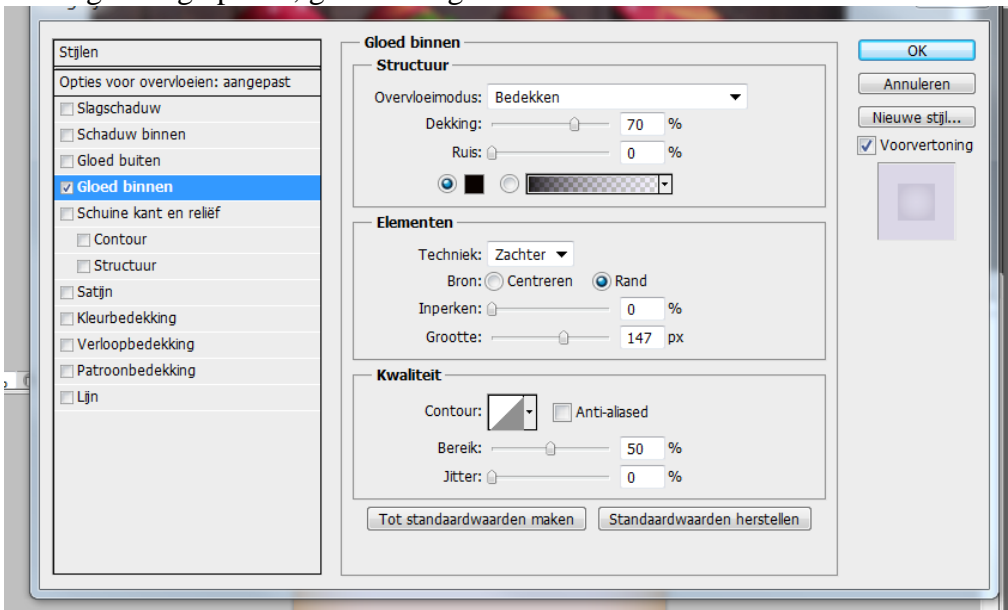 Stijlen
Opties voor overvloeien: aangepast
Slagschaduw
Schaduw binnen
Gloed buiten
Gloed binnen
Schuine kant en reliëf
Contour
Structuur
Satijn
Kleurbedekking
Verloopbedekking
Patroonbedekking
Lijn
Gloed binnen
Structuur
Overvloeimodus: Bedekken
Dekking: 70 %
Ruis: 0 %
Elementen
Techniek: Zachter
Bron: Centreren Rand
Inperken: 0 %
Grootte: 147 px
Kwaliteit
Contour: Anti-aliased
Bereik: 50 %
Jitter: 0 %
Tot standaardwaarden maken Standaardwaarden herstellen
OK
Annuleren
Nieuwe stijl...
Voorvertoning